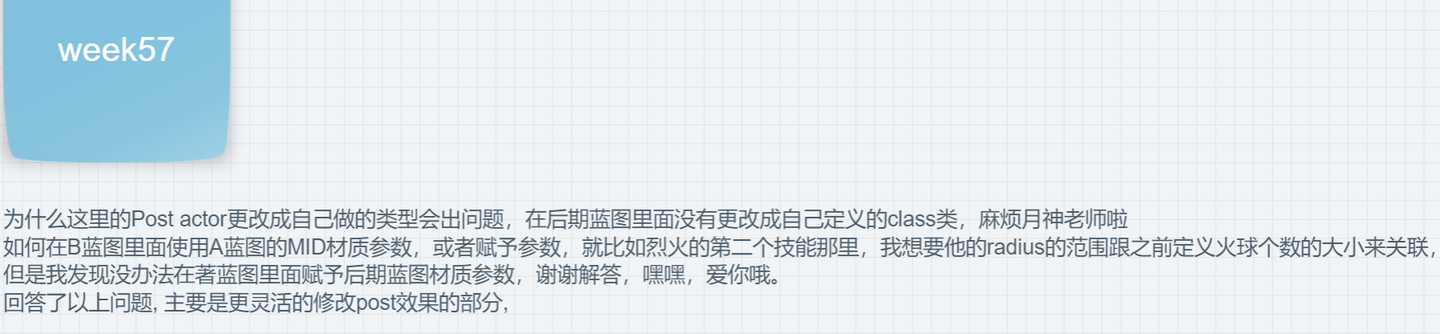 week57
为什么这里的Post actor更改成自己做的类型会出问题，在后期蓝图里面没有更改成自己定义的class类，麻烦月神老师啦
如何在B蓝图里面使用A蓝图的MID材质参数，或者赋予参数，就比如烈火的第二个技能那里，我想要他的radius的范围跟之前定义火球个数的大小来关联，
但是我发现没办法在著蓝图里面赋予后期蓝图材质参数，谢谢解答，嘿嘿，爱你哦。
回答了以上问题, 主要是更灵活的修改post效果的部分,